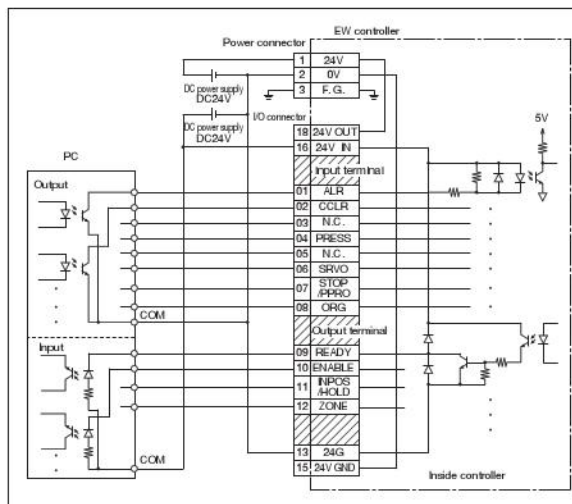 EW controller
Power connector
1 24V
2 0V
3 F.G.
DC power supply
DC24V
DC power supply
DC24V
I/O connector
18 24V OUT
16 24V IN
5V
PC
Input terminal
Output
01 ALR
02 CCLR
03 N.C.
04 PRESS
05 N.C.
06 SRVO
07 STOP
/PPRO
08 ORG
COM
Output terminal
Input
09 READY
10 ENABLE
11 INPOS
/HOLD
12 ZONE
COM
13 24G
15 24V GND
Inside controller